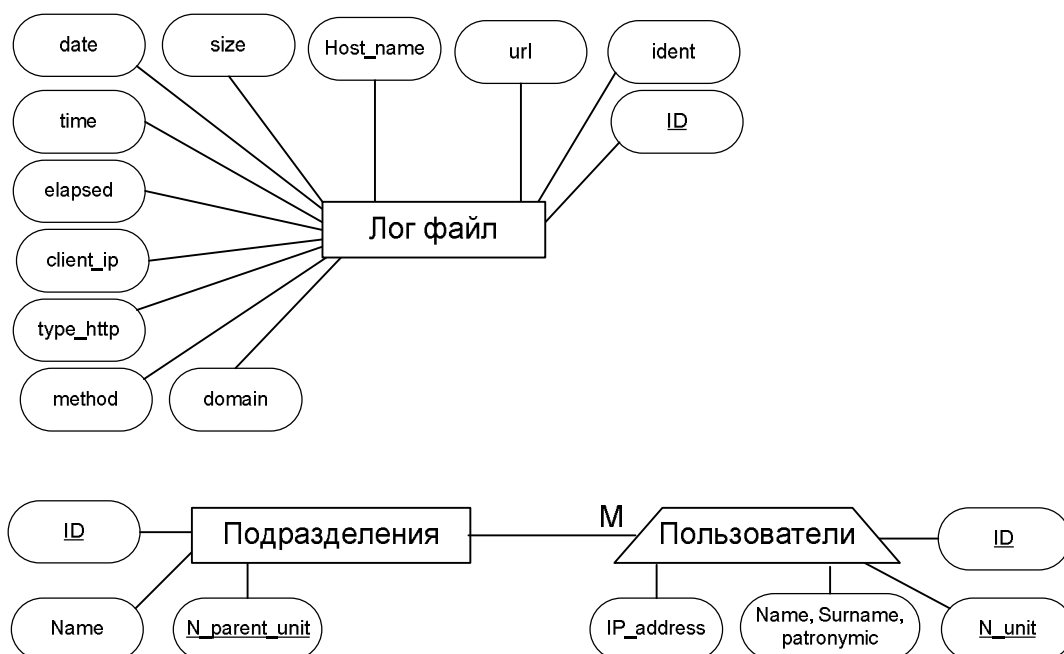 date
size
Host_name
url
ident
time
ID
elapsed
Лог файл
client_ip
type_http
method
domain
M
ID
Подразделения
Пользователи
ID
Name
N_parent_unit
IP_address
Name, Surname,
patronymic
N_unit